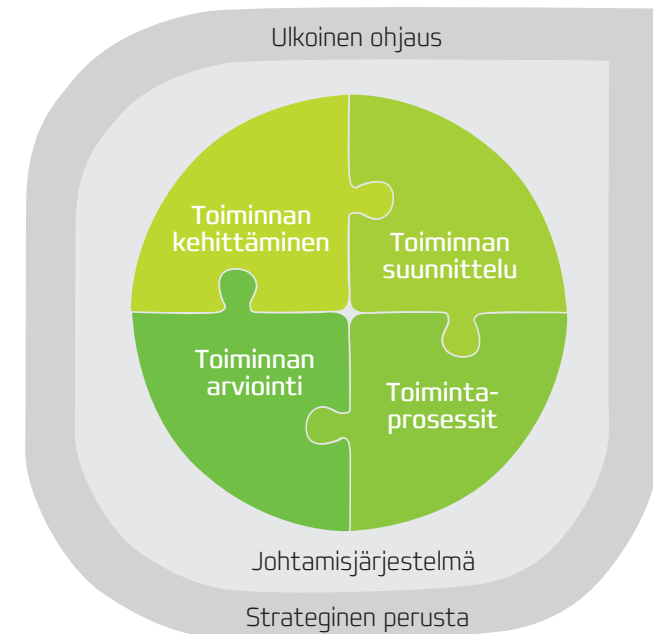 Ulkoinen ohjaus
Toiminnan
kehittäminen
Toiminnan
suunnittelu
Toiminnan
arviointi
Toiminta-
prosessit
Johtamisjärjestelmä
Strateginen perusta